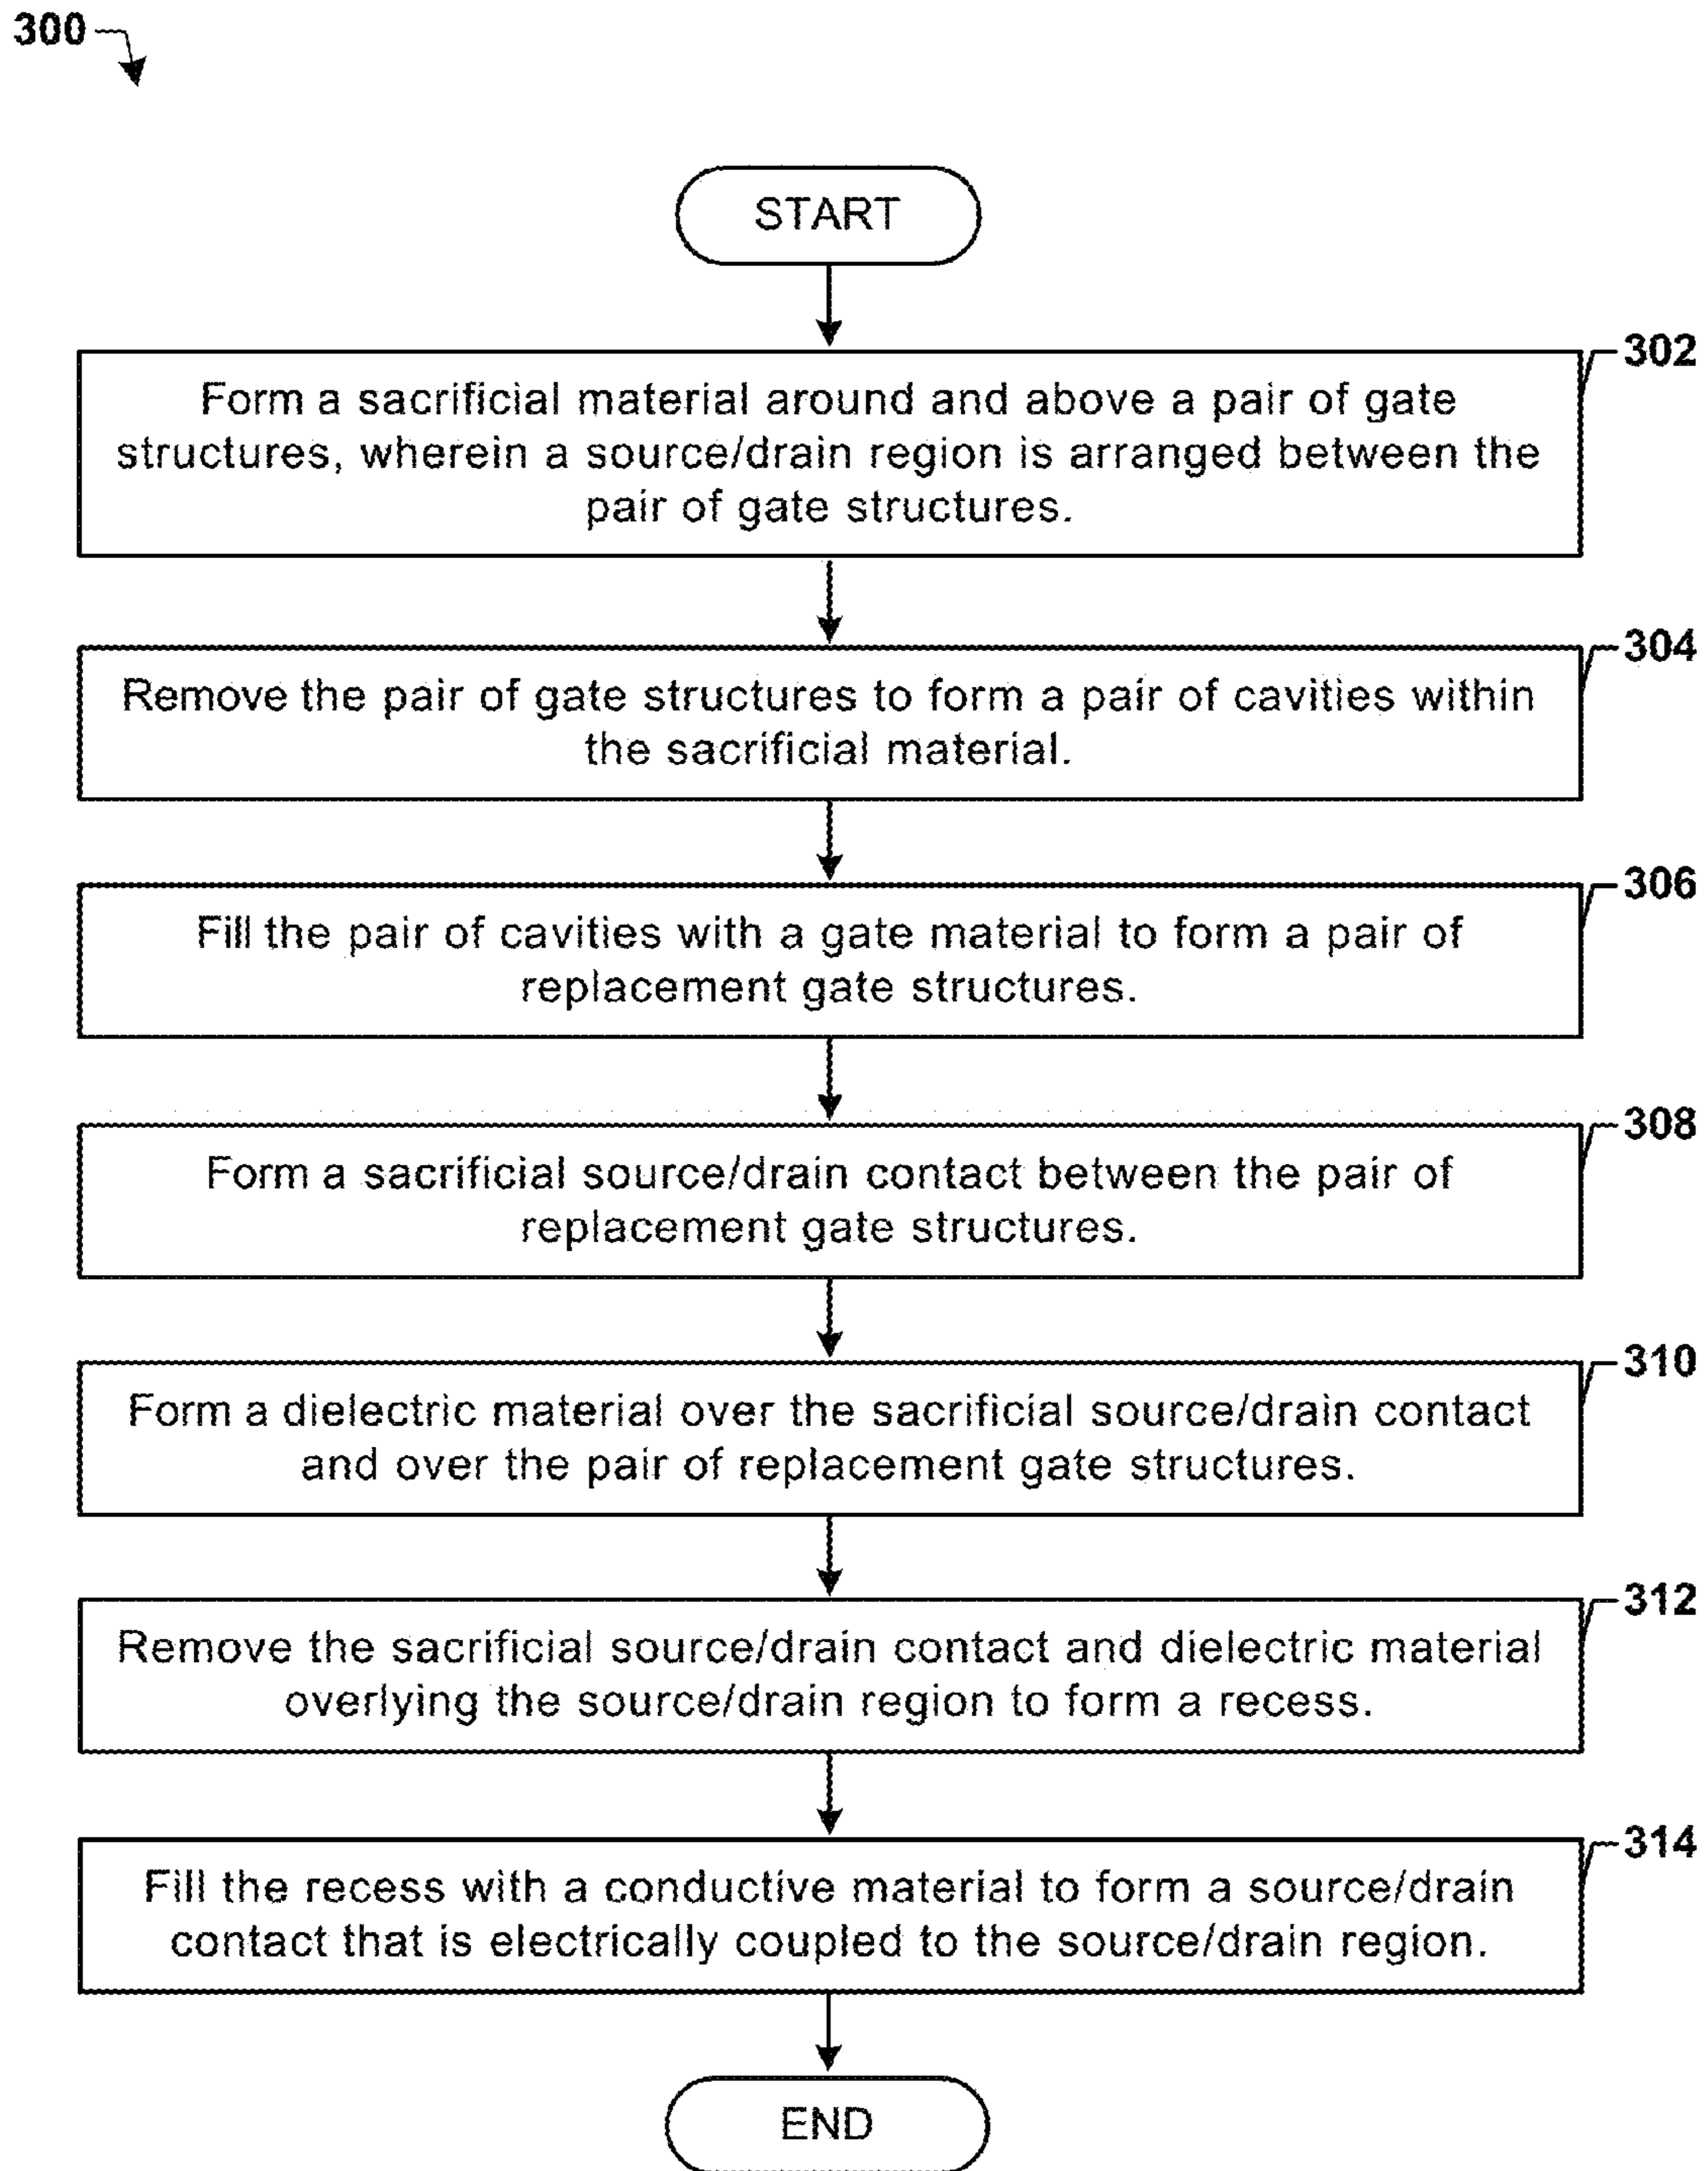 300
START
302
Form a sacrificial material around and above a pair of gate
structures, wherein a source/drain region is arranged between the
pair of gate structures.
304
Remove the pair of gate structures to form a pair of cavities within
the sacrificial material.
306
Fill the pair of cavities with a gate material to form a pair of
replacement gate structures.
308
Form a sacrificial source/drain contact between the pair of
replacement gate structures.
310
Form a dielectric material over the sacrificial source/drain contact
and over the pair of replacement gate structures.
312
Remove the sacrificial source/drain contact and dielectric material
overlying the source/drain region to form a recess.
314
Fill the recess with a conductive material to form a source/drain
contact that is electrically coupled to the source/drain region.
END